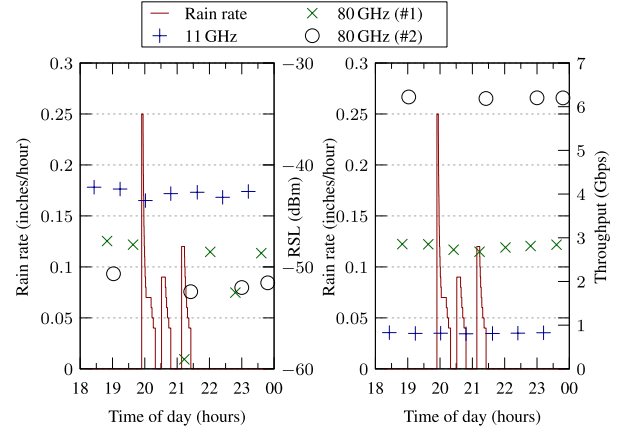 Rain rate
11 GHz
80 GHz (#1)
80 GHz (#2)
Rain rate (inches/hour)
0.3
0.25
0.2
0.15
0.1
0.05
0
18 19 20 21 22 23 00
Time of day (hours)
−30
−40
−50
−60
RSL (dBm)
Rain rate (inches/hour)
0.3
0.25
0.2
0.15
0.1
0.05
0
18 19 20 21 22 23 00
Time of day (hours)
7
6
5
4
3
2
1
0
Throughput (Gbps)